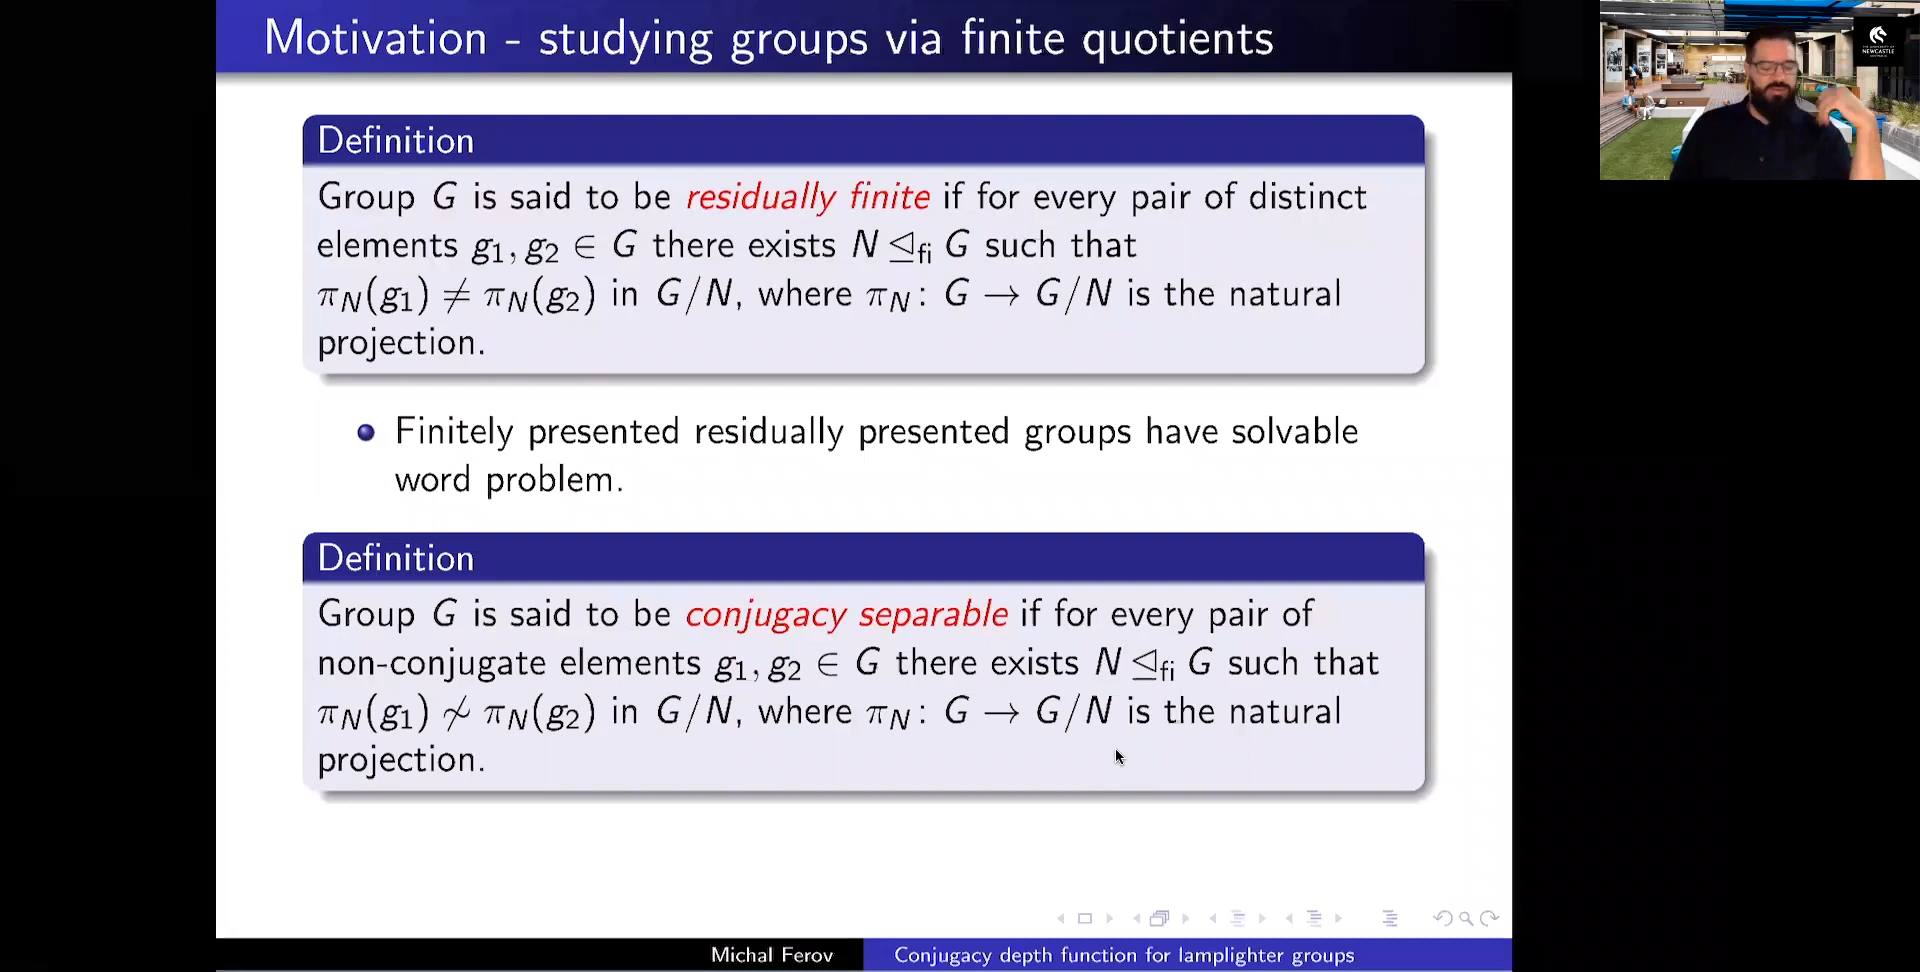 Motivation - studying groups via finite quotients
Definition
Group G is said to be residually finite if for every pair of distinct
elements g₁, g₂ ∈ G there exists N ⊴fi G such that
πN(g₁) ≠ πN(g₂) in G/N, where πN: G → G/N is the natural
projection.
Finitely presented residually presented groups have solvable
word problem.
Definition
Group G is said to be conjugacy separable if for every pair of
non-conjugate elements g₁, g₂ ∈ G there exists N ⊴fi G such that
πN(g₁) ≁ πN(g₂) in G/N, where πN: G → G/N is the natural
projection.
Michal Ferov
Conjugacy depth function for lamplighter groups
NEWCASTLE